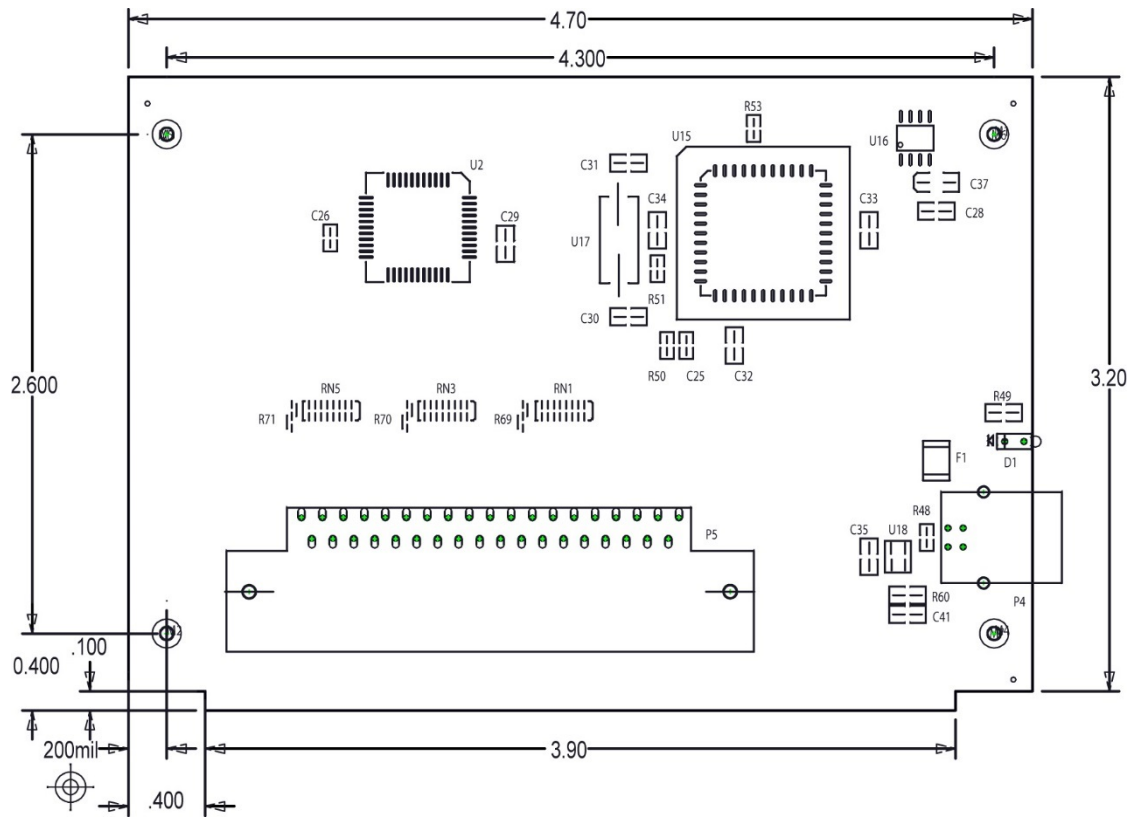 4.70
4.300
R53
U15
U16
C31
U2
C37
C34
C33
C28
C26
C29
U17
R51
C30
R50
C25
C32
2.600
3.20
RN5
RN3
RN1
R49
R71
R70
R69
F1
D1
P5
C35
U18
R48
R60
P4
C41
.100
0.400
200mil
3.90
.400